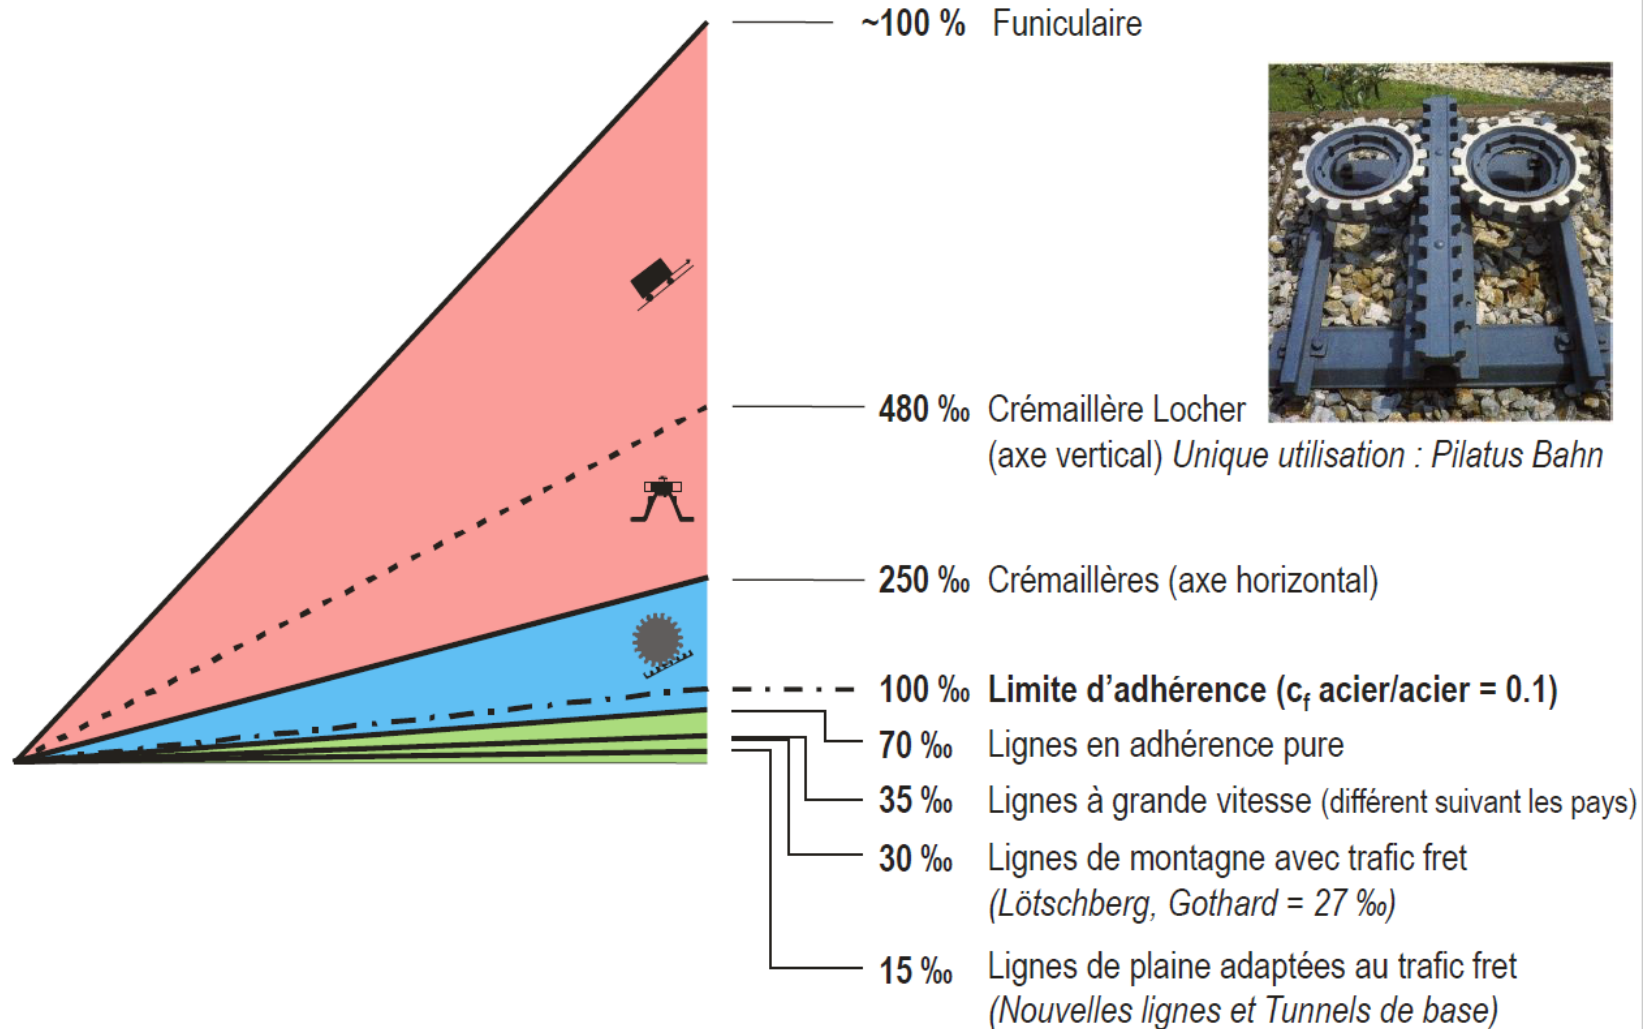 ~100 % Funiculaire
480 ‰ Crémaillère Locher
(axe vertical) Unique utilisation : Pilatus Bahn
250 ‰ Crémaillères (axe horizontal)
100 ‰ Limite d’adhérence (cf acier/acier = 0.1)
70 ‰ Lignes en adhérence pure
35 ‰ Lignes à grande vitesse (différent suivant les pays)
30 ‰ Lignes de montagne avec trafic fret
(Lötschberg, Gothard = 27 ‰)
15 ‰ Lignes de plaine adaptées au trafic fret
(Nouvelles lignes et Tunnels de base)